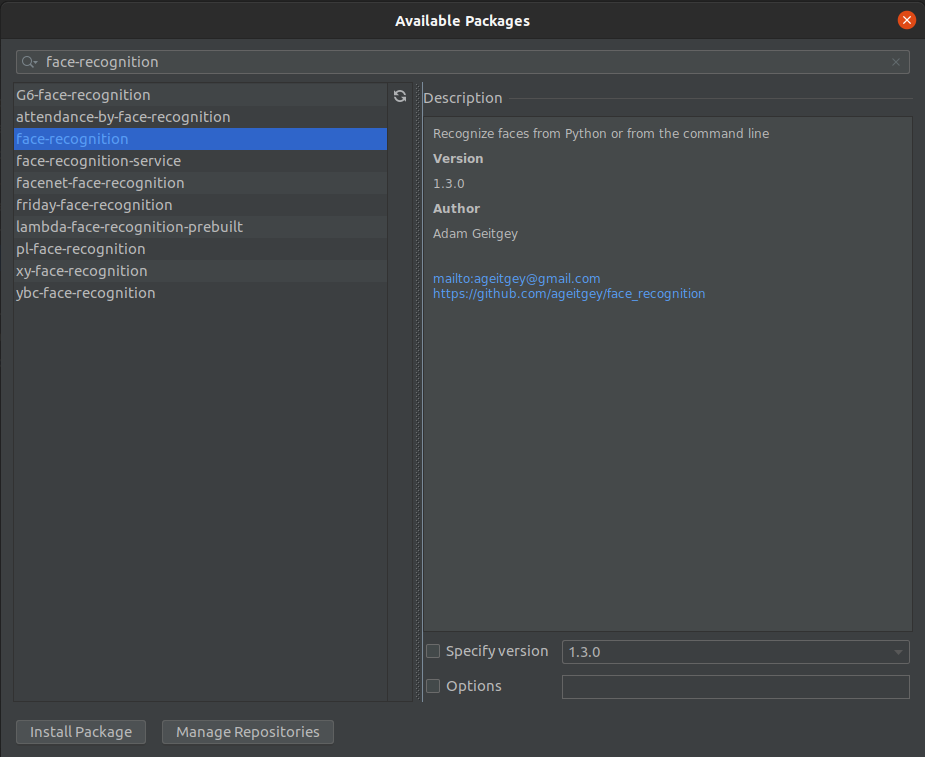 Available Packages
face-recognition
G6-face-recognition
attendance-by-face-recognition
face-recognition
face-recognition-service
facenet-face-recognition
friday-face-recognition
lambda-face-recognition-prebuilt
pl-face-recognition
xy-face-recognition
ybc-face-recognition
Description
Recognize faces from Python or from the command line
Version
1.3.0
Author
Adam Geitgey
mailto:ageitgey@gmail.com
https://github.com/ageitgey/face_recognition
Specify version 1.3.0
Options
Install Package Manage Repositories